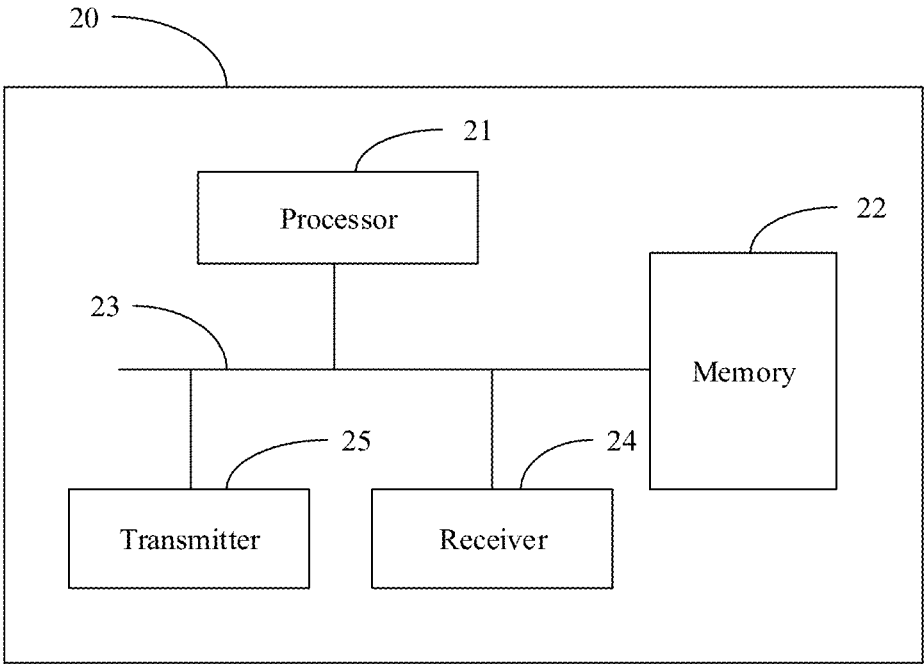 20
21
Processor
22
23
Memory
25
24
Transmitter
Receiver